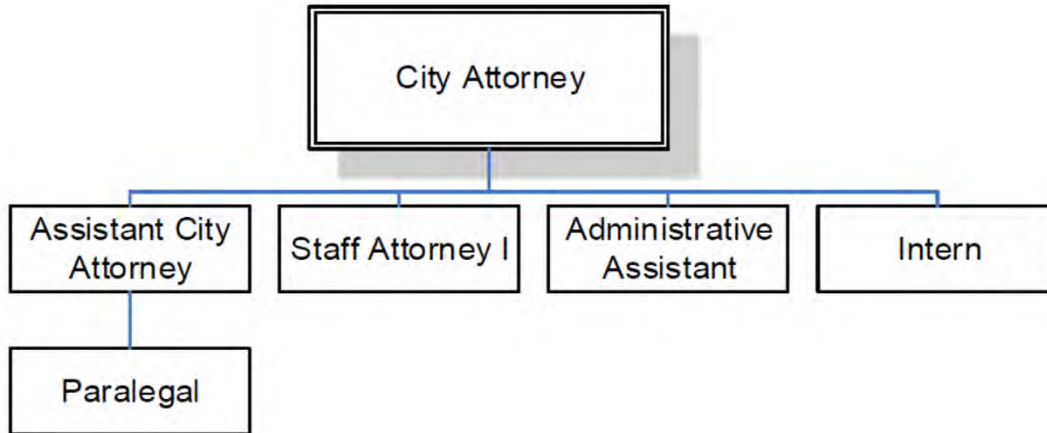 City Attorney
Assistant City
Attorney
Staff Attorney I
Administrative
Assistant
Intern
Paralegal